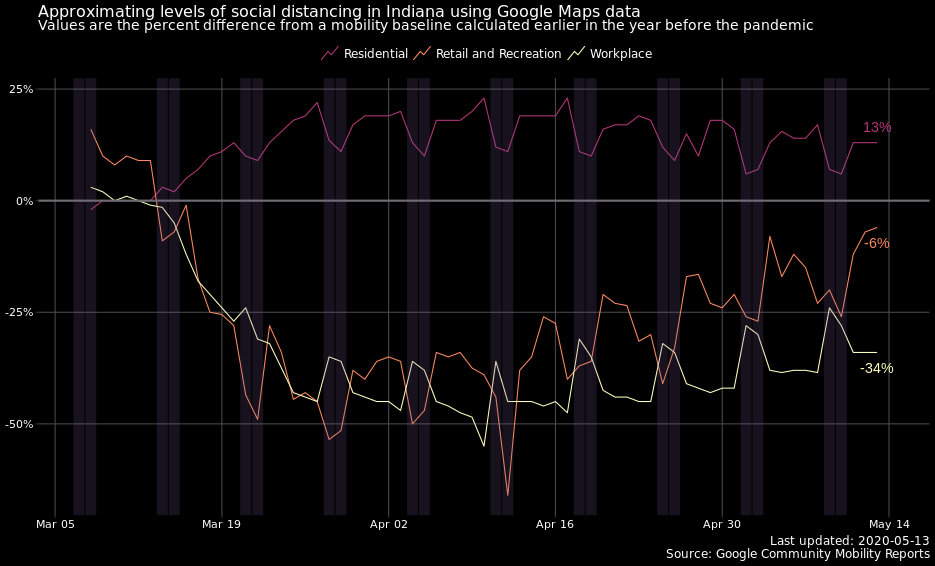 Approximating levels of social distancing in Indiana using Google Maps data
Values are the percent difference from a mobility baseline calculated earlier in the year before the pandemic
Residential Retail and Recreation Workplace
25%
13%
0%
-6%
-25%
-34%
-50%
Mar 05 Mar 19 Apr 02 Apr 16 Apr 30 May 14
Last updated: 2020-05-13
Source: Google Community Mobility Reports